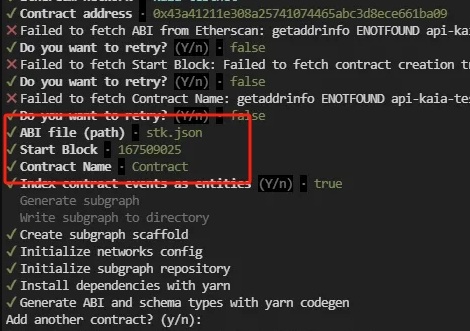 ✓ Contract address · 0x43a41211e308a25741074465abc3d8ece661ba09
✗ Failed to fetch ABI from Etherscan: getaddrinfo ENOTFOUND api-ka
✓ Do you want to retry? (Y/n) · false
✗ Failed to fetch Start Block: Failed to fetch contract creation t
✓ Do you want to retry? (Y/n) · false
✗ Failed to fetch Contract Name: getaddrinfo ENOTFOUND api-kaia-te
✓ Do you want to retry? (Y/n) · false
✓ ABI file (path) · stk.json
✓ Start Block · 167509025
✓ Contract Name · Contract
✓ Index contract events as entities (Y/n) · true
Generate subgraph
Write subgraph to directory
✓ Create subgraph scaffold
✓ Initialize networks config
✓ Initialize subgraph repository
✓ Install dependencies with yarn
✓ Generate ABI and schema types with yarn codegen
Add another contract? (y/n):